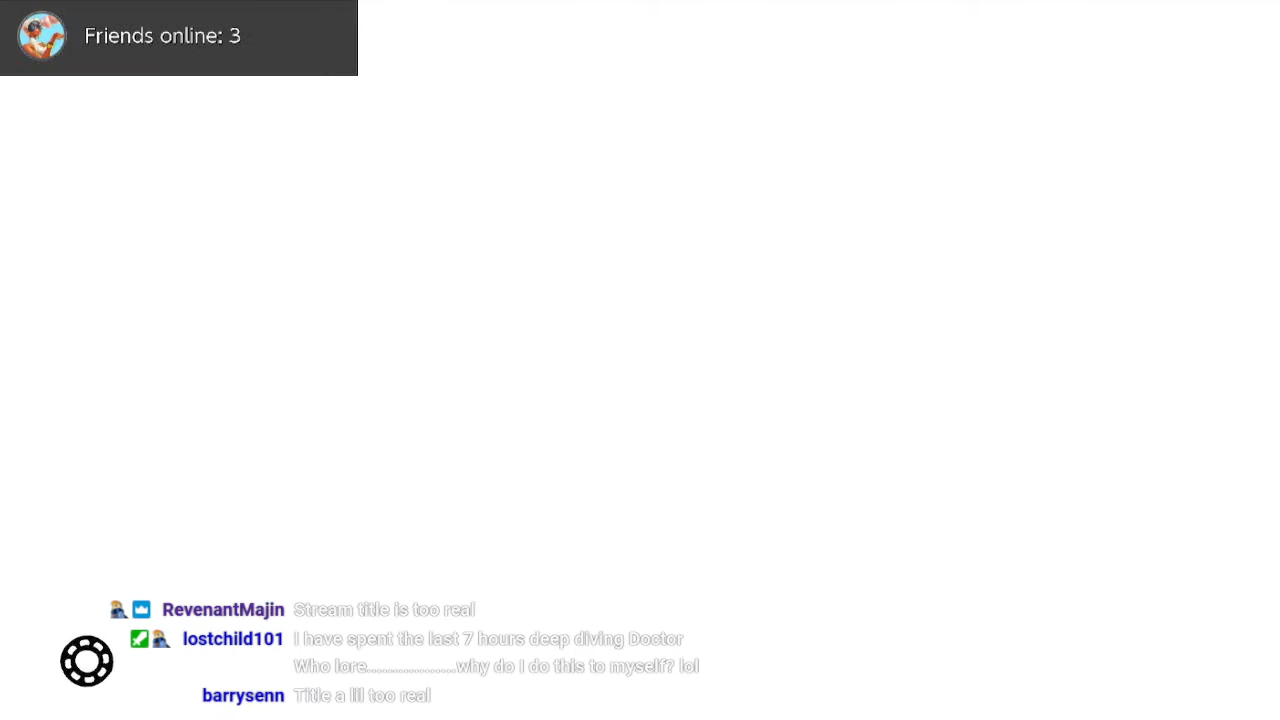 Friends online: 3
RevenantMajin Stream title is too real
lostchild101 I have spent the last 7 hours deep diving Doctor
Who lore....................why do I do this to myself? lol
barrysenn Title a lil too real